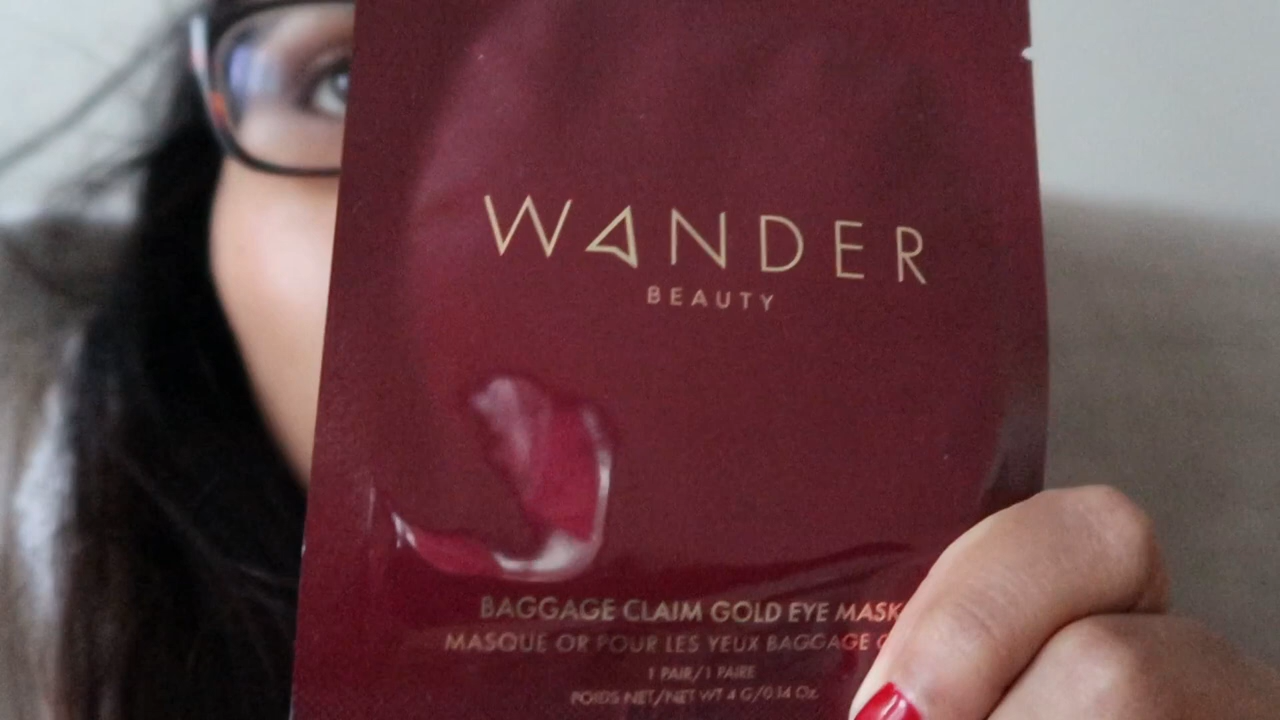 WANDER
BEAUTY
BAGGAGE CLAIM GOLD EYE MASK
MASQUE OR POUR LES YEUX BAGGAGE
1 PAIR/1 PAIRE
POIDS NET/NET WT 4 G/0.14 Oz.